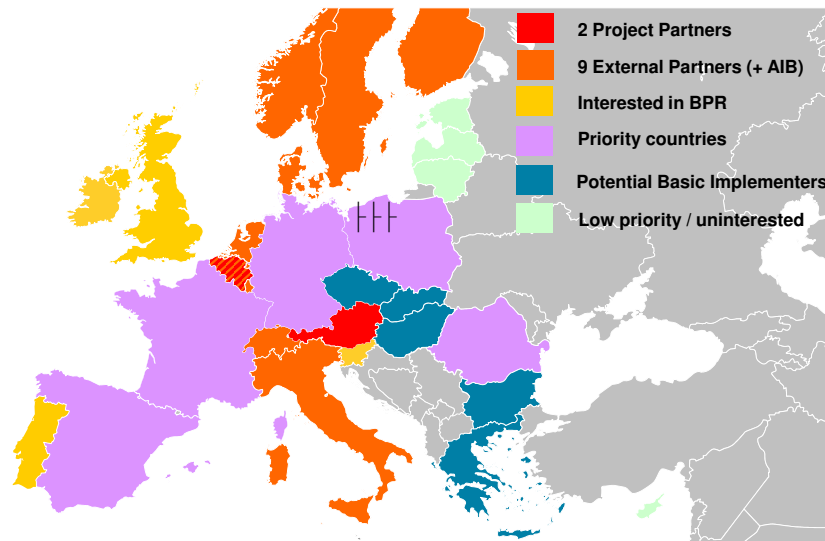 2 Project Partners
9 External Partners (+ AIB)
Interested in BPR
Priority countries
Potential Basic Implementers
Low priority / uninterested